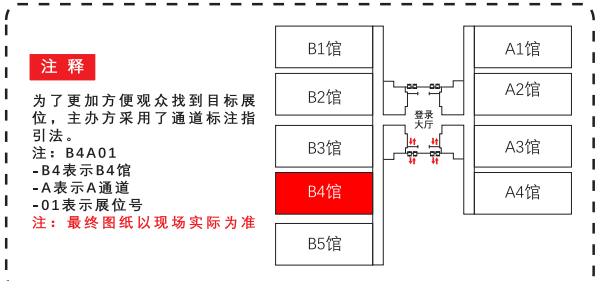 注 释
为了更加方便观众找到目标展
位，主办方采用了通道标注指
引法。
注：B4A01
-B4表示B4馆
-A表示A通道
-01表示展位号
注：最终图纸以现场实际为准
B1馆
B2馆
B3馆
B4馆
B5馆
登录
大厅
A1馆
A2馆
A3馆
A4馆